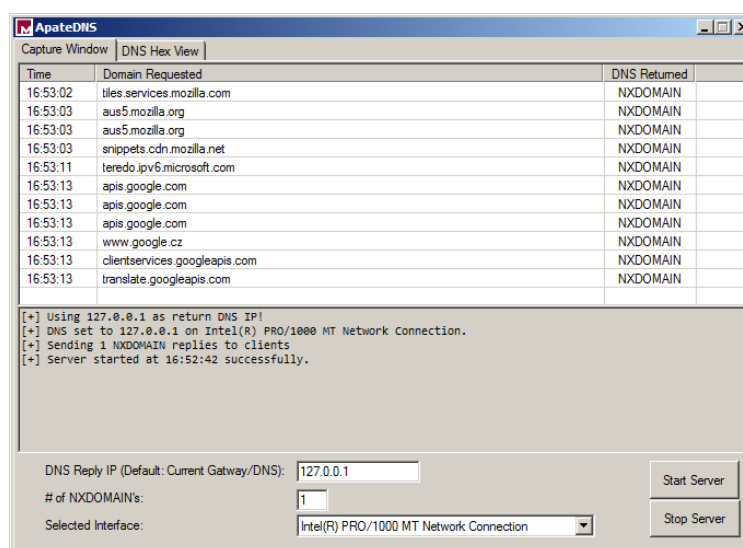 ApateDNS
Capture Window DNS Hex View
Time Domain Requested DNS Returned
16:53:02 tiles.services.mozilla.com NXDOMAIN
16:53:03 aus5.mozilla.org NXDOMAIN
16:53:03 aus5.mozilla.org NXDOMAIN
16:53:03 snippets.cdn.mozilla.net NXDOMAIN
16:53:11 teredo.ipv6.microsoft.com NXDOMAIN
16:53:13 apis.google.com NXDOMAIN
16:53:13 apis.google.com NXDOMAIN
16:53:13 apis.google.com NXDOMAIN
16:53:13 www.google.cz NXDOMAIN
16:53:13 clientservices.googleapis.com NXDOMAIN
16:53:13 translate.googleapis.com NXDOMAIN
[+] Using 127.0.0.1 as return DNS IP!
[+] DNS set to 127.0.0.1 on Intel(R) PRO/1000 MT Network Connection.
[+] Sending 1 NXDOMAIN replies to clients
[+] Server started at 16:52:42 successfully.
DNS Reply IP (Default: Current Gatway/DNS): 127.0.0.1
Start Server
# of NXDOMAIN's: 1
Selected Interface: Intel(R) PRO/1000 MT Network Connection
Stop Server